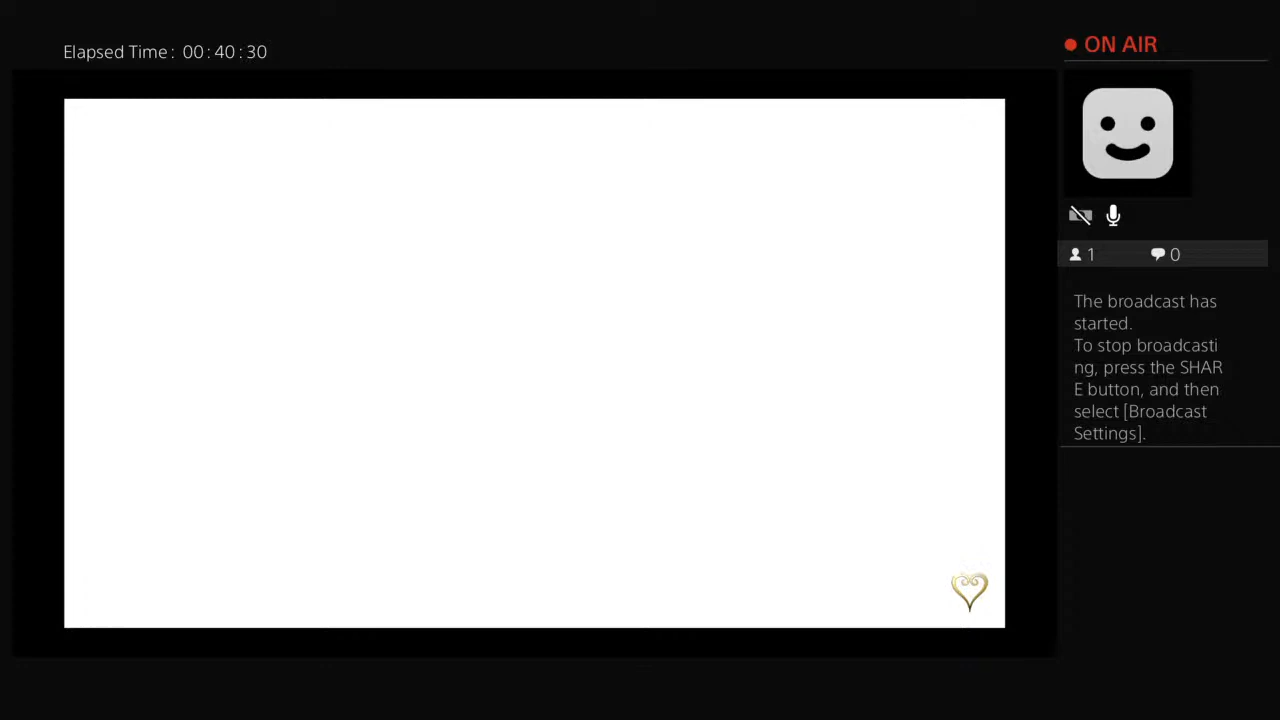 Elapsed Time: 00:40:30
ON AIR
1
0
The broadcast has
started.
To stop broadcasti
ng, press the SHAR
E button, and then
select [Broadcast
Settings].